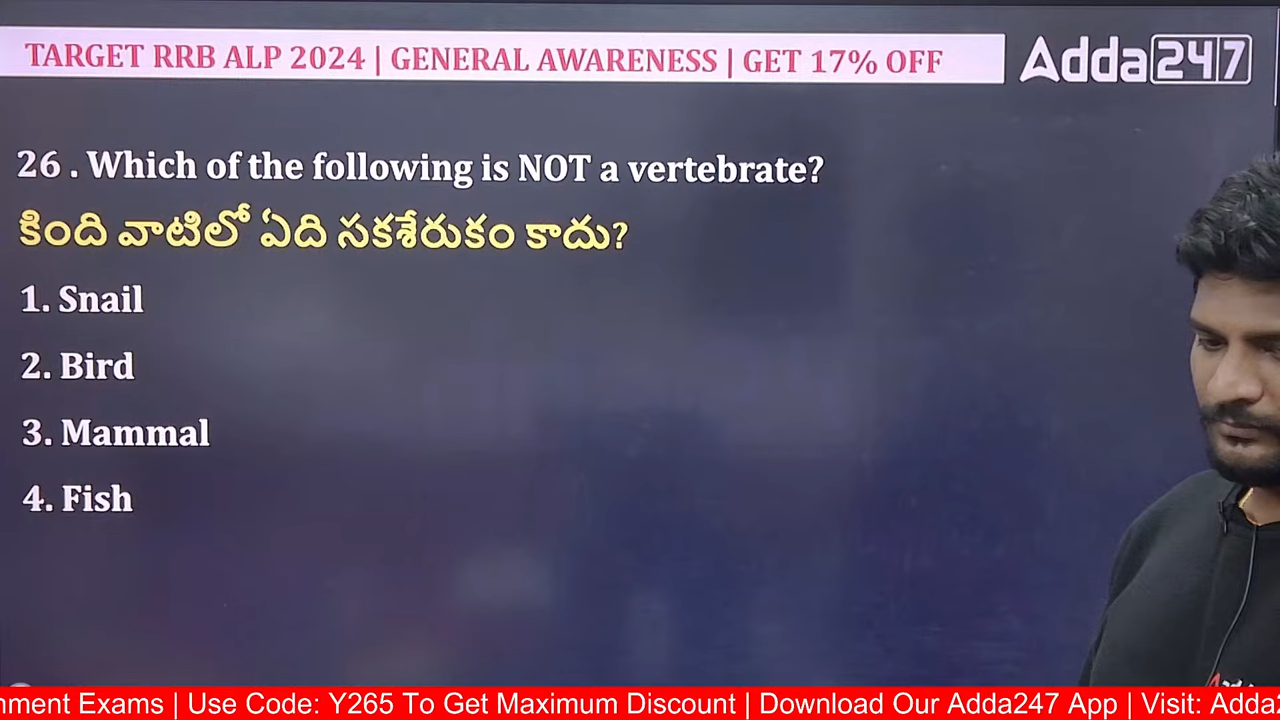 TARGET RRB ALP 2024 | GENERAL AWARENESS | GET 17% OFF
Adda247
26 . Which of the following is NOT a vertebrate?
కింది వాటిలో ఏది సకశేరుకం కాదు?
1. Snail
2. Bird
3. Mammal
4. Fish
Exams | Use Code: Y265 To Get Maximum Discount | Download Our Adda247 App | Visit: